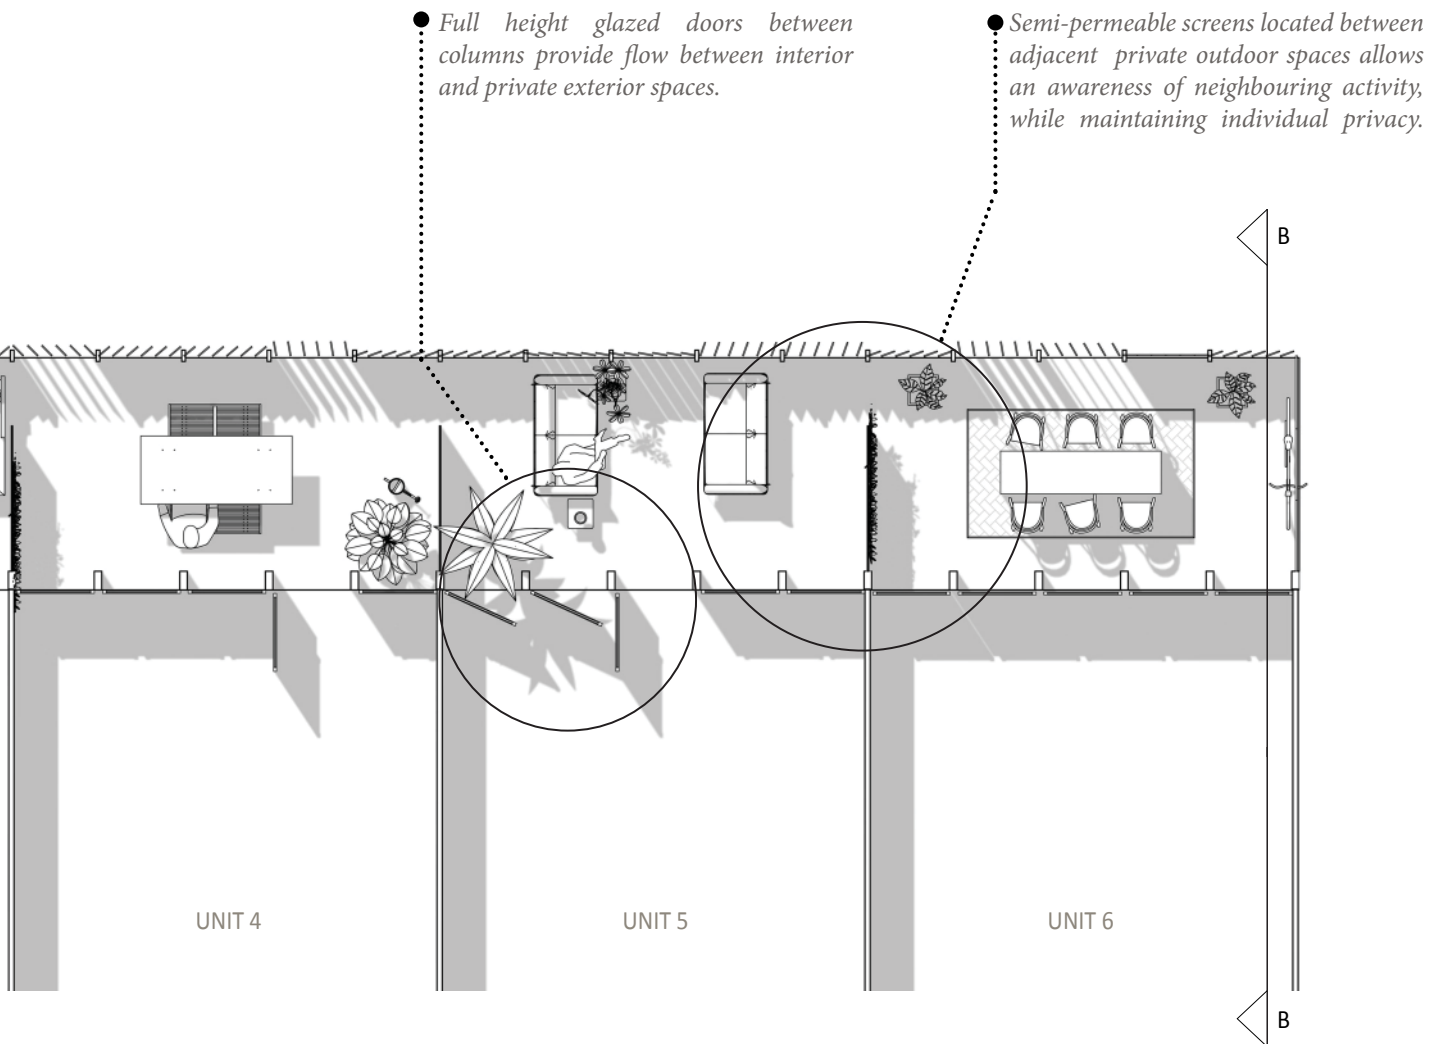 Full height glazed doors between
columns provide flow between interior
and private exterior spaces.
Semi-permeable screens located between
adjacent private outdoor spaces allows
an awareness of neighbouring activity,
while maintaining individual privacy.
B
UNIT 4
UNIT 5
UNIT 6
B